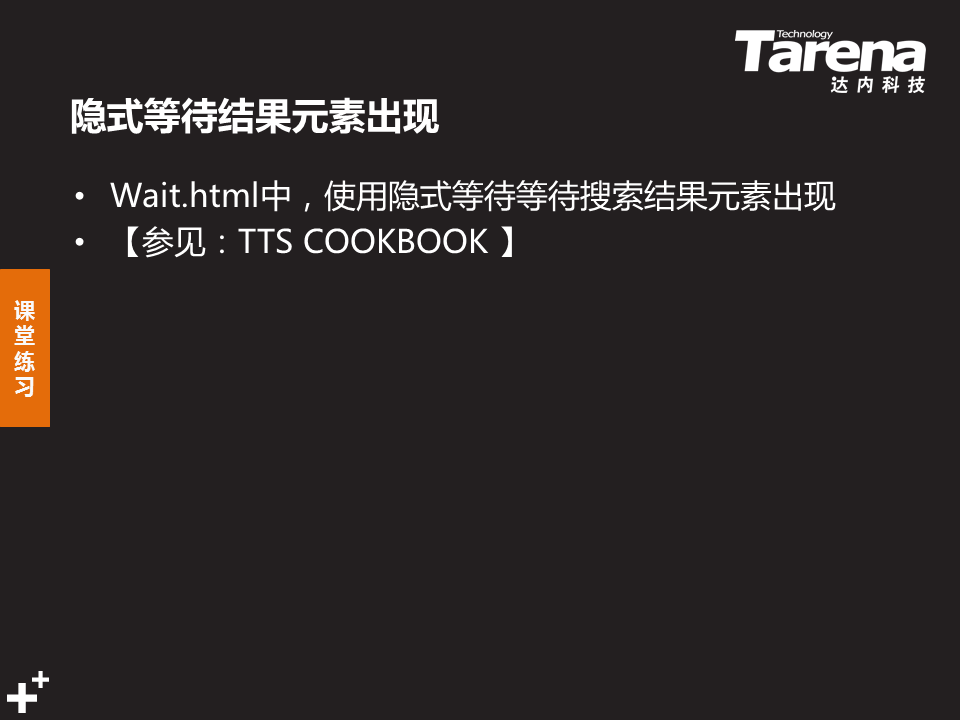 Technology
Tarena
达内科技
隐式等待结果元素出现
• Wait.html中，使用隐式等待等待搜索结果元素出现
• 【参见：TTS COOKBOOK 】
课
堂
练
习